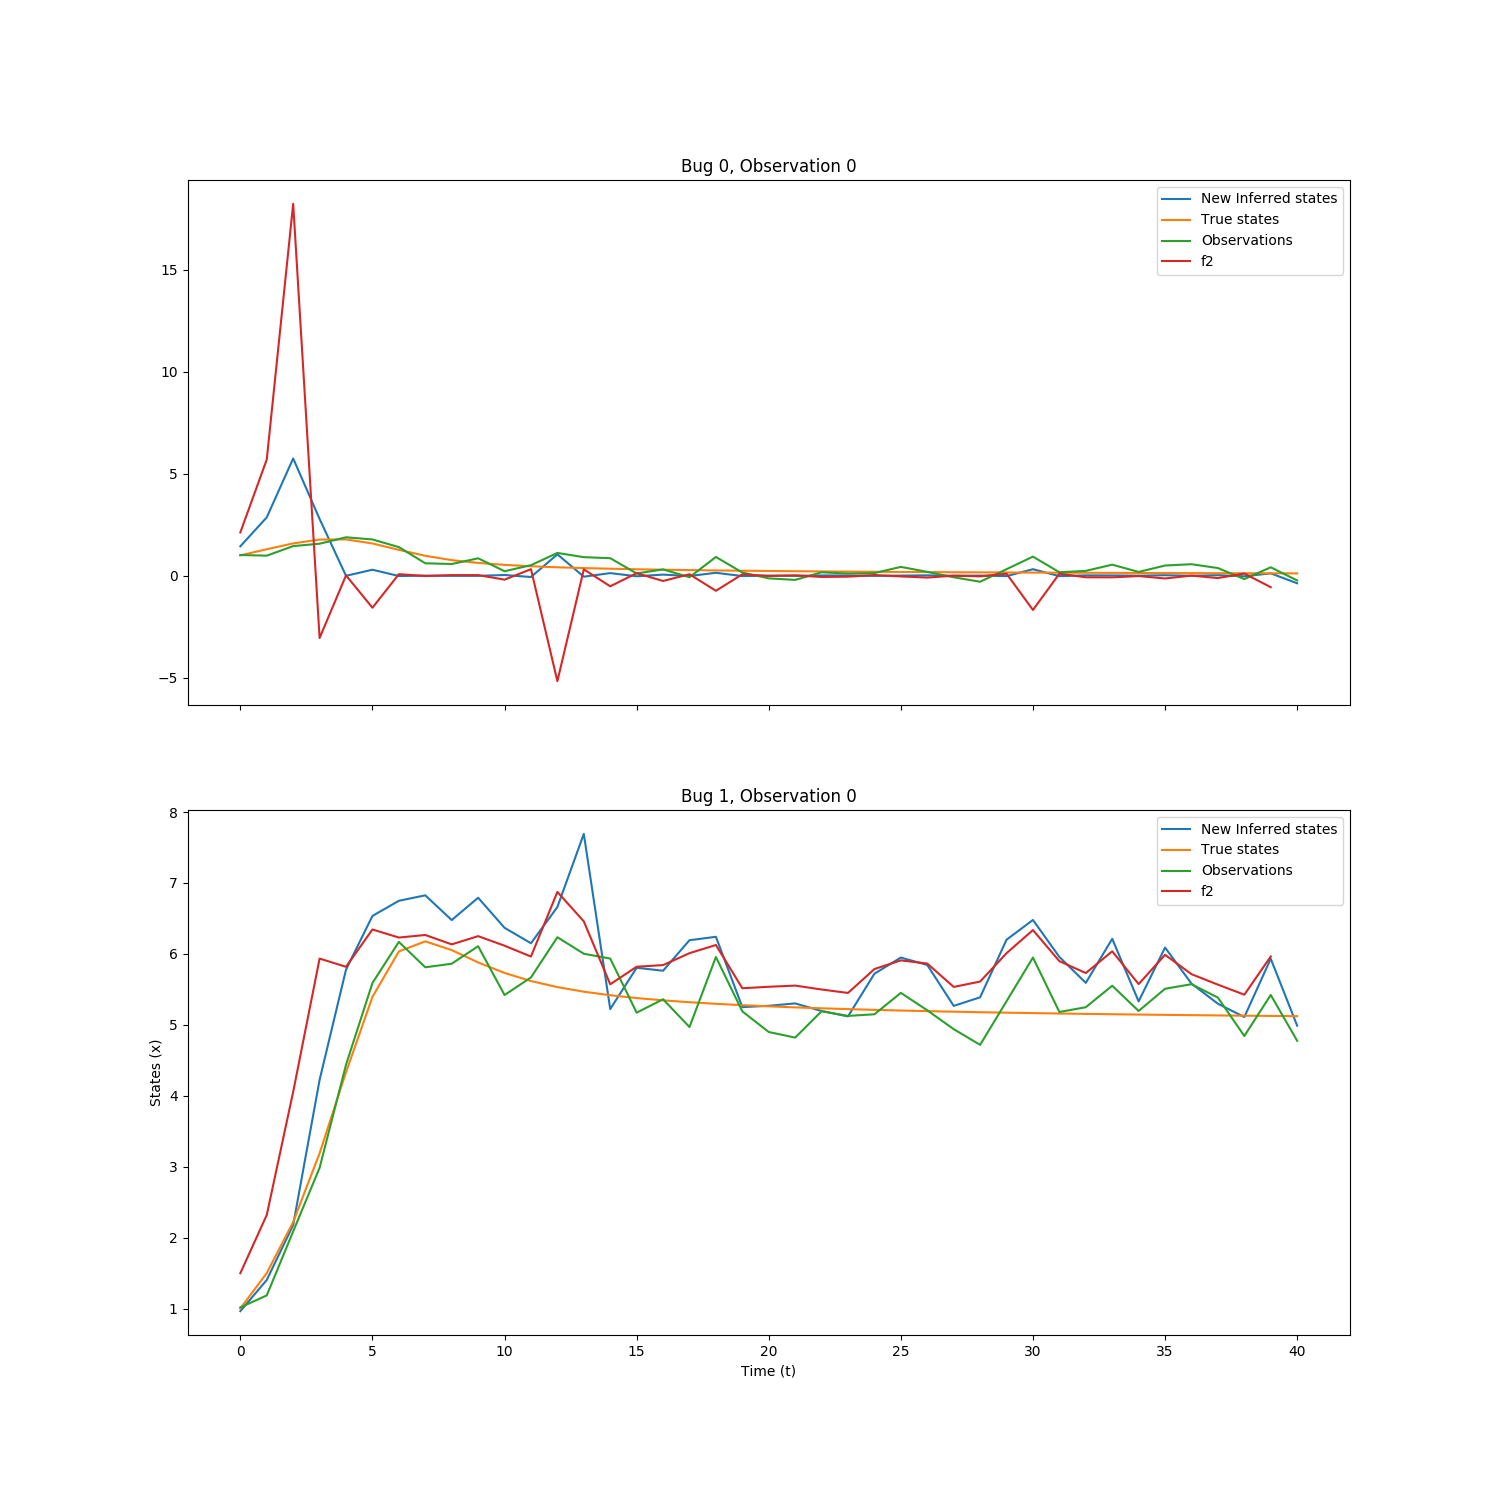 Bug 0, Observation 0
New Inferred states
True states
Observations
f2
15
10
5
0
−5
Bug 1, Observation 0
New Inferred states
True states
Observations
f2
8
7
6
5
4
3
2
1
States (x)
0 5 10 15 20 25 30 35 40
Time (t)